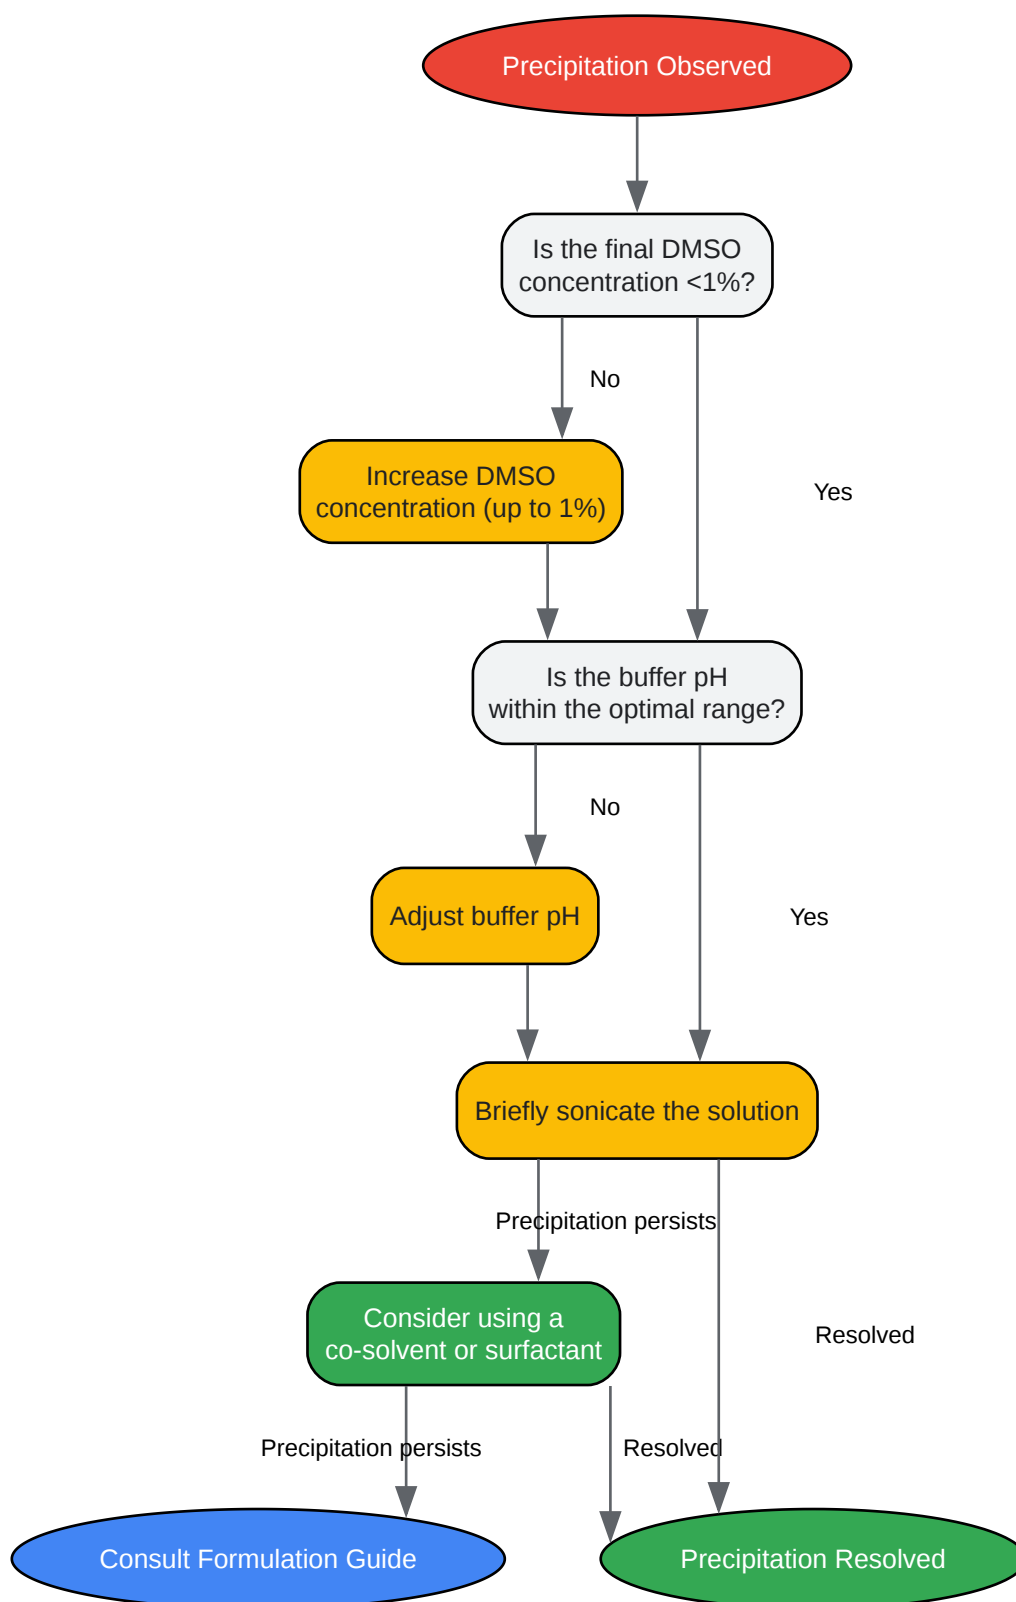 Precipitation Observed
Is the final DMSO
concentration <1%?
No
Increase DMSO
concentration (up to 1%)
Yes
Is the buffer pH
within the optimal range?
No
Adjust buffer pH
Yes
Briefly sonicate the solution
Precipitation persists
Consider using a
co-solvent or surfactant
Resolved
Precipitation persists
Resolved
Consult Formulation Guide
Precipitation Resolved